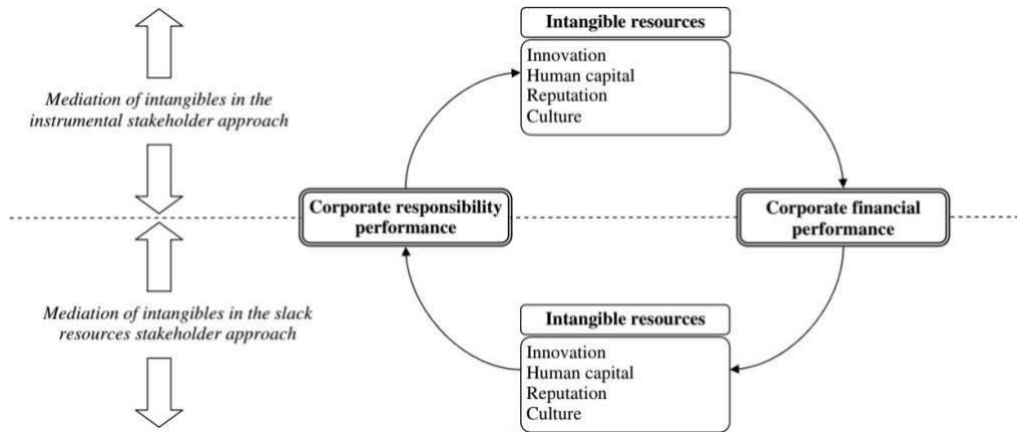 Intangible resources
Innovation
Human capital
Reputation
Culture
Mediation of intangibles in the
instrumental stakeholder approach
Corporate responsibility
performance
Corporate financial
performance
Mediation of intangibles in the slack
resources stakeholder approach
Intangible resources
Innovation
Human capital
Reputation
Culture